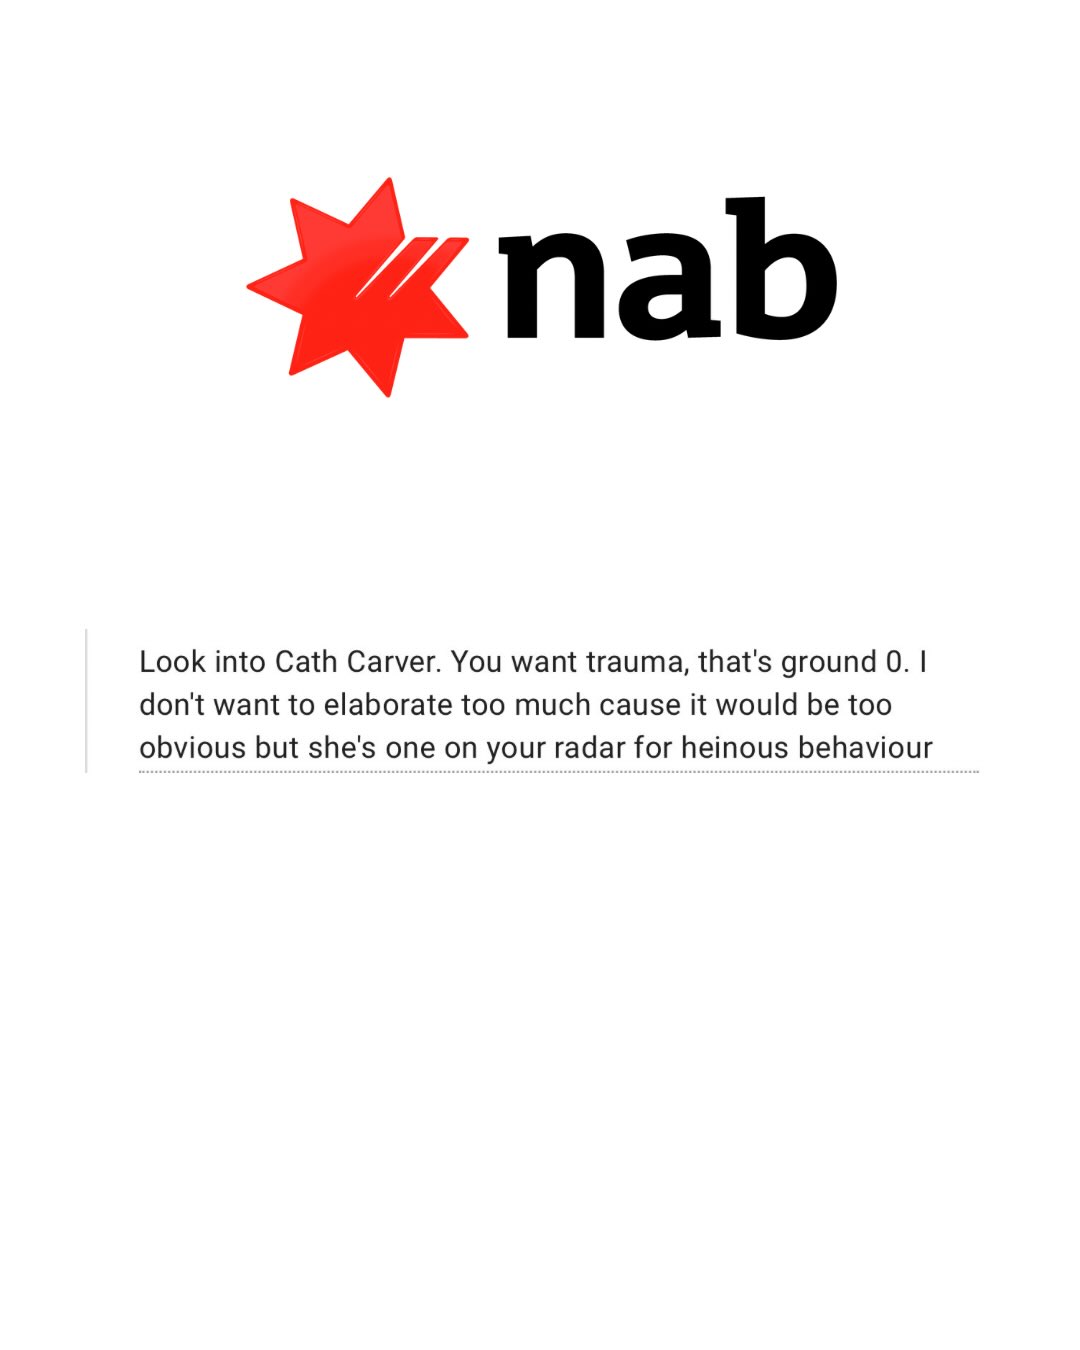 nab
Look into Cath Carver. You want trauma, that's ground 0. I
don't want to elaborate too much cause it would be too
obvious but she's one on your radar for heinous behaviour